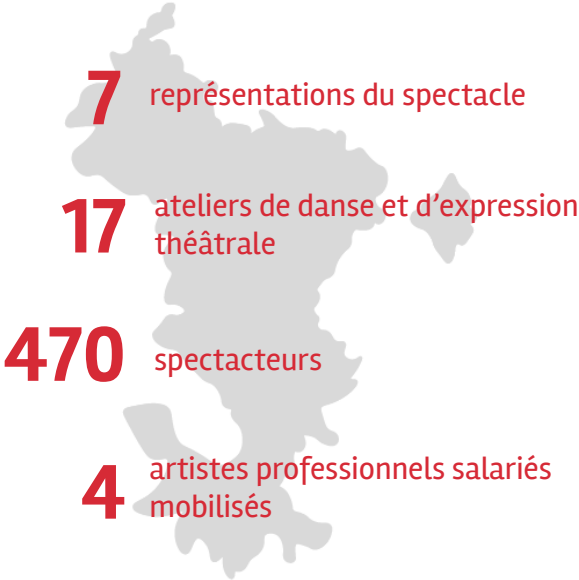 7 représentations du spectacle
17 ateliers de danse et d'expression
théâtrale
470 spectacteurs
4 artistes professionnels salariés
mobilisés